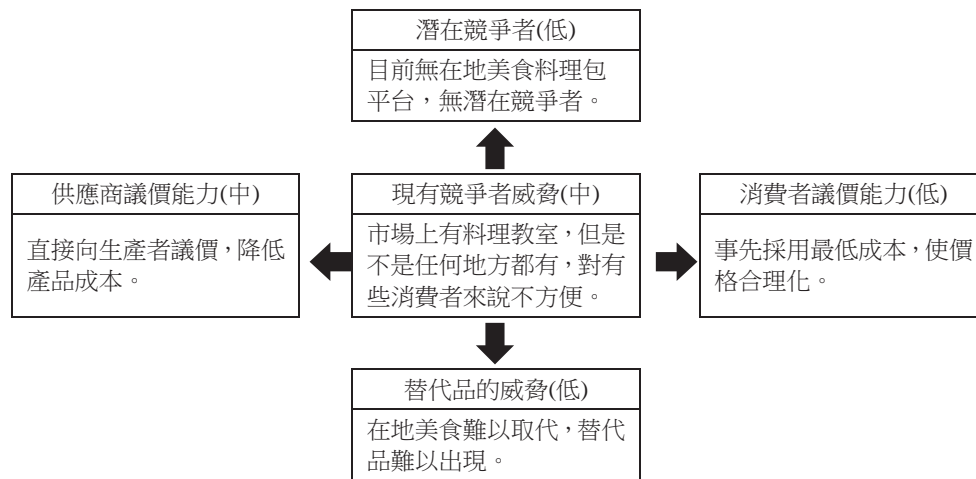 潛在競爭者(低)
目前無在地美食料理包
平台，無潛在競爭者。
供應商議價能力(中)
直接向生產者議價，降低
產品成本。
現有競爭者威脅(中)
市場上有料理教室，但是
不是任何地方都有，對有
些消費者來說不方便。
消費者議價能力(低)
事先採用最低成本，使價
格合理化。
替代品的威脅(低)
在地美食難以取代，替代
品難以出現。